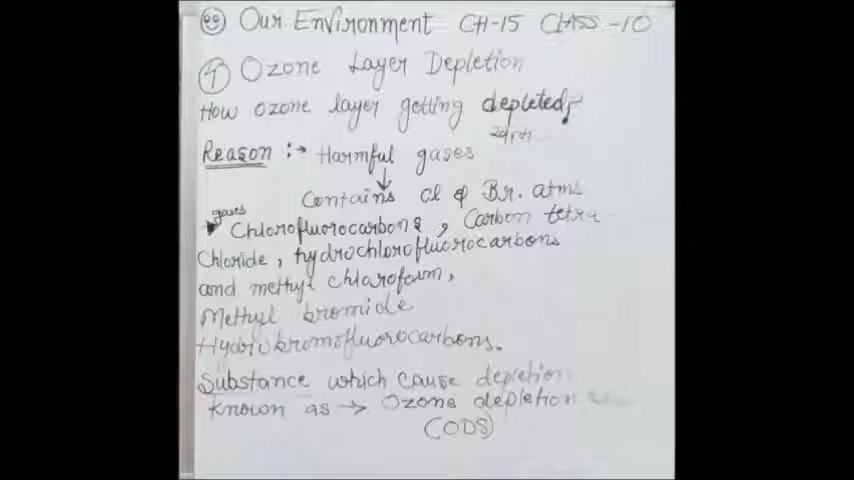 Our Environment CH-15 CLASS-10
① Ozone Layer Depletion
How ozone layer getting depleted,
Reason :→ Harmful gases
↓
Contains Cl & Br. atms
gases
Chlorofluorocarbons, Carbon tetra
Chloride, hydrochlorofluorocarbons
and methyl chloroform,
Methyl bromide
Hydrobromofluorocarbons.
Substance which cause depletion
known as → Ozone depletion
(ODS)